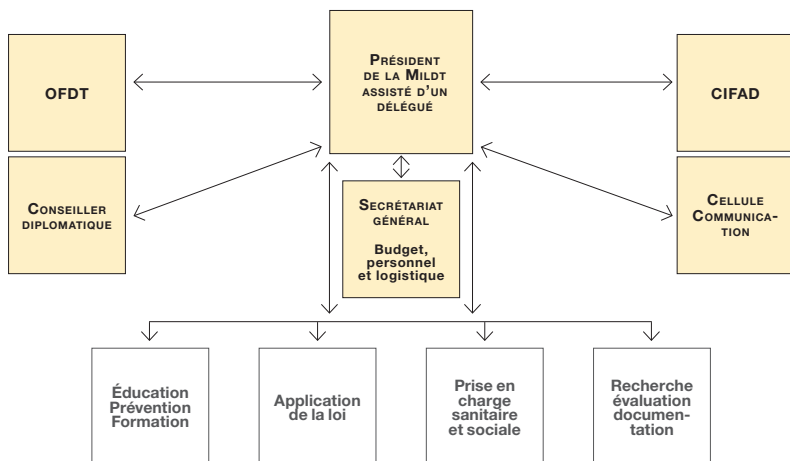 OFDT
PRÉSIDENT
DE LA MILDT
ASSISTÉ D'UN
DÉLÉGUÉ
CIFAD
CONSEILLER
DIPLOMATIQUE
SECRÉTARIAT
GÉNÉRAL
Budget,
personnel
et logistique
CELLULE
COMMUNICA-
TION
Éducation
Prévention
Formation
Application
de la loi
Prise en
charge
sanitaire
et sociale
Recherche
évaluation
documen-
tation